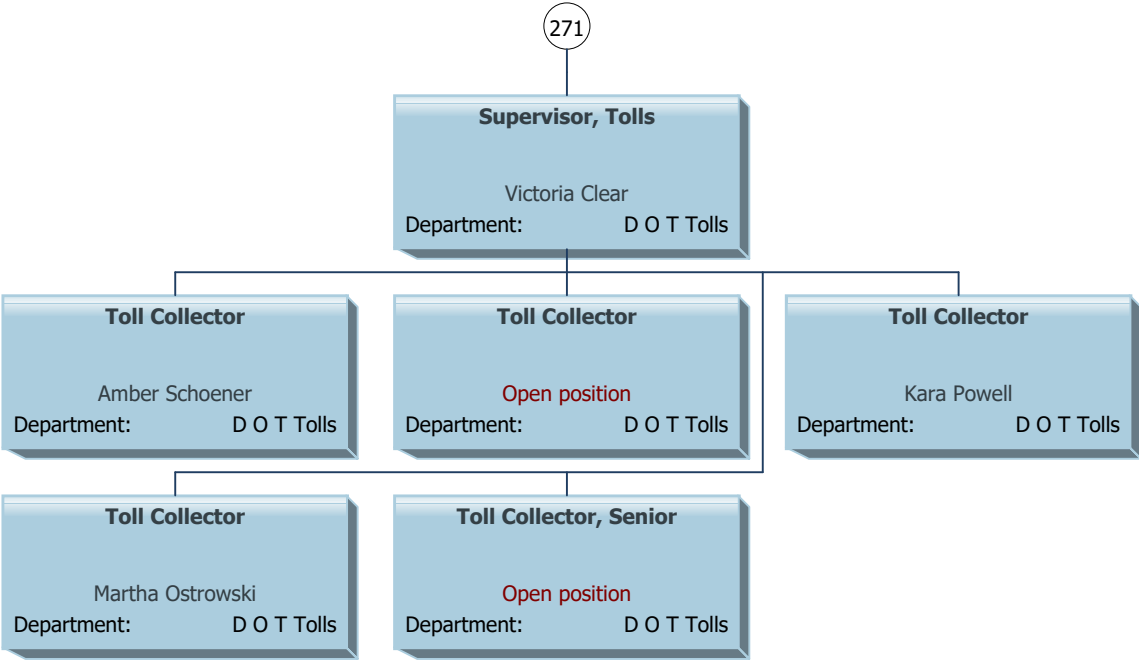 271
Supervisor, Tolls
Victoria Clear
Department: D O T Tolls
Toll Collector
Amber Schoener
Department: D O T Tolls
Toll Collector
Open position
Department: D O T Tolls
Toll Collector
Kara Powell
Department: D O T Tolls
Toll Collector
Martha Ostrowski
Department: D O T Tolls
Toll Collector, Senior
Open position
Department: D O T Tolls